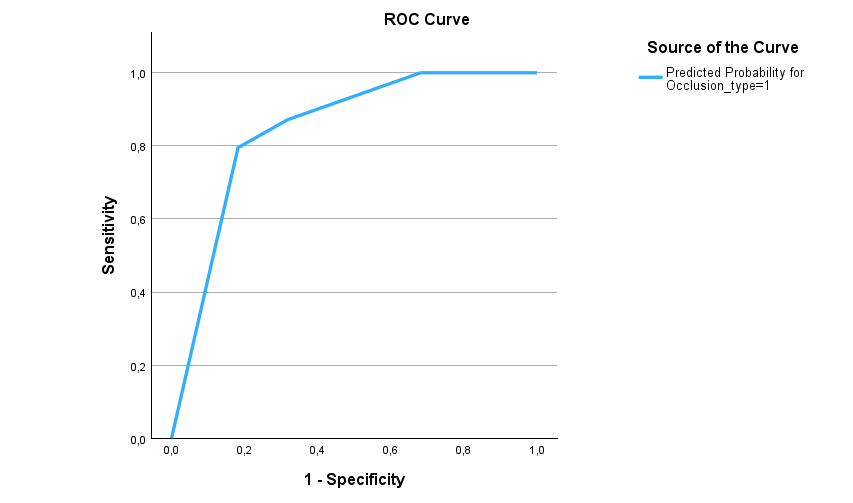 ROC Curve
Source of the Curve
Predicted Probability for
Occlusion_type=1
Sensitivity
1,0
0,8
0,6
0,4
0,2
0,0
0,0 0,2 0,4 0,6 0,8 1,0
1 - Specificity